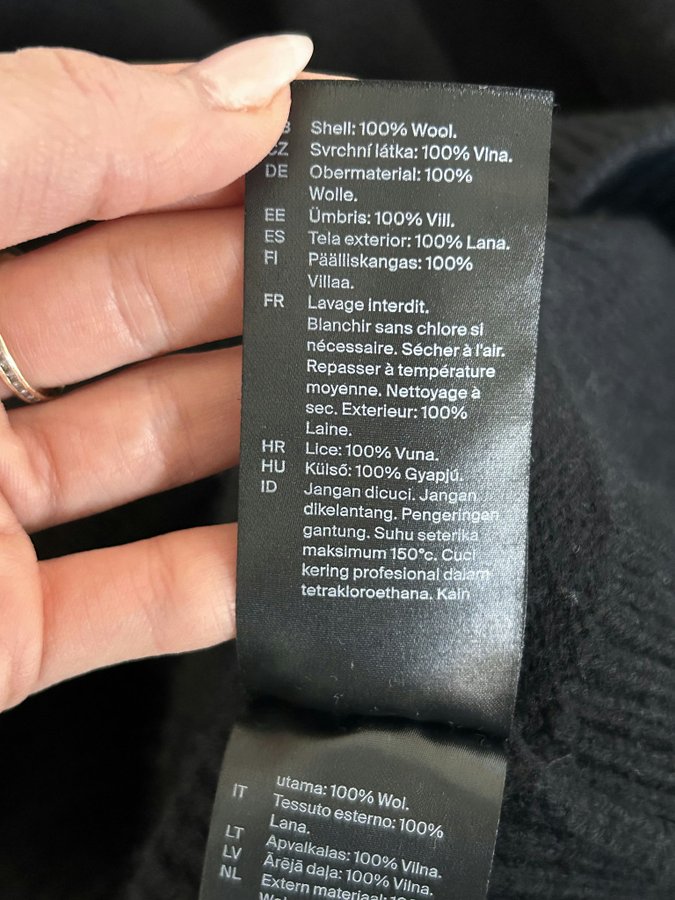 B Shell: 100% Wool.
CZ Svrchní látka: 100% Vlna.
DE Obermaterial: 100%
Wolle.
EE Ümbris: 100% Vill.
ES Tela exterior: 100% Lana.
FI Päälliskangas: 100%
Villaa.
FR Lavage interdit.
Blanchir sans chlore si
nécessaire. Sécher à l'air.
Repasser à température
moyenne. Nettoyage à
sec. Exterieur: 100%
Laine.
HR Lice: 100% Vuna.
HU Külső: 100% Gyapjú.
ID Jangan dicuci. Jangan
dikelantang. Pengeringan
gantung. Suhu seterika
maksimum 150°c. Cuci
kering profesional dalam
tetrakloroethana. Kain
utama: 100% Wol.
IT Tessuto esterno: 100%
Lana.
LT Apvalkalas: 100% Vilna.
LV Ārējā daļa: 100% Vilna.
NL Extern materiaal: